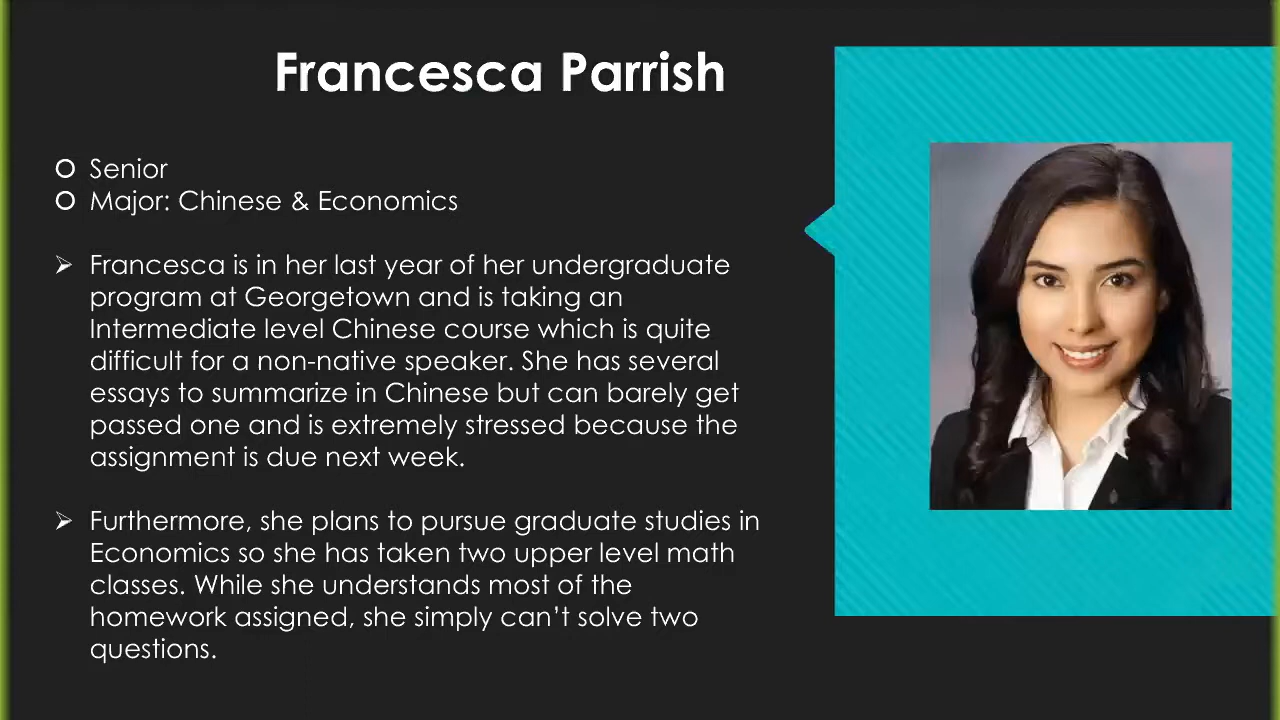 Francesca Parrish
Senior
Major: Chinese & Economics
Francesca is in her last year of her undergraduate
program at Georgetown and is taking an
Intermediate level Chinese course which is quite
difficult for a non-native speaker. She has several
essays to summarize in Chinese but can barely get
passed one and is extremely stressed because the
assignment is due next week.
Furthermore, she plans to pursue graduate studies in
Economics so she has taken two upper level math
classes. While she understands most of the
homework assigned, she simply can’t solve two
questions.